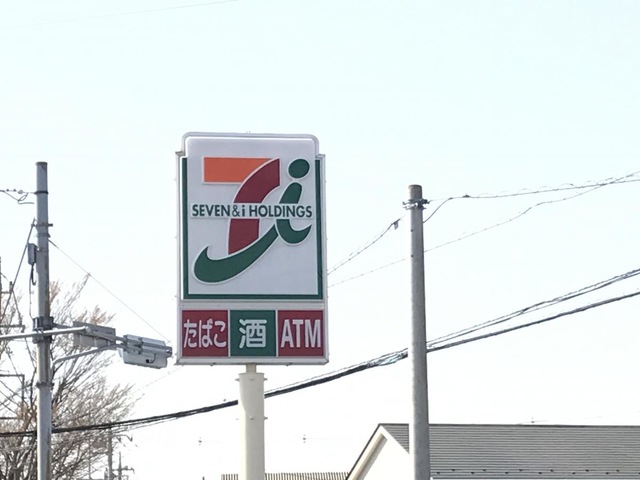 SEVEN & i HOLDINGS
たばこ 酒 ATM